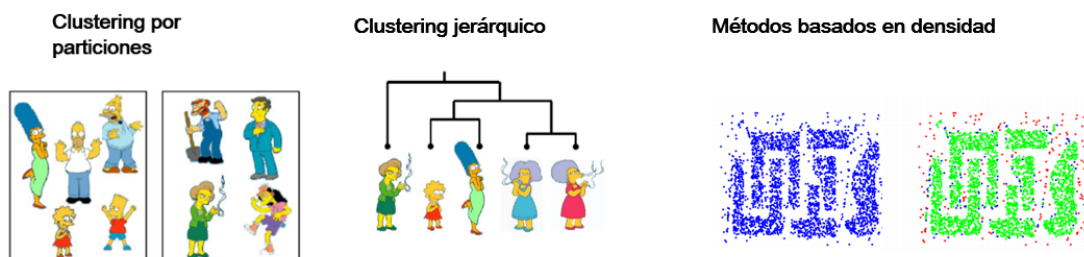 Clustering por
particiones
Clustering jerárquico
Métodos basados en densidad